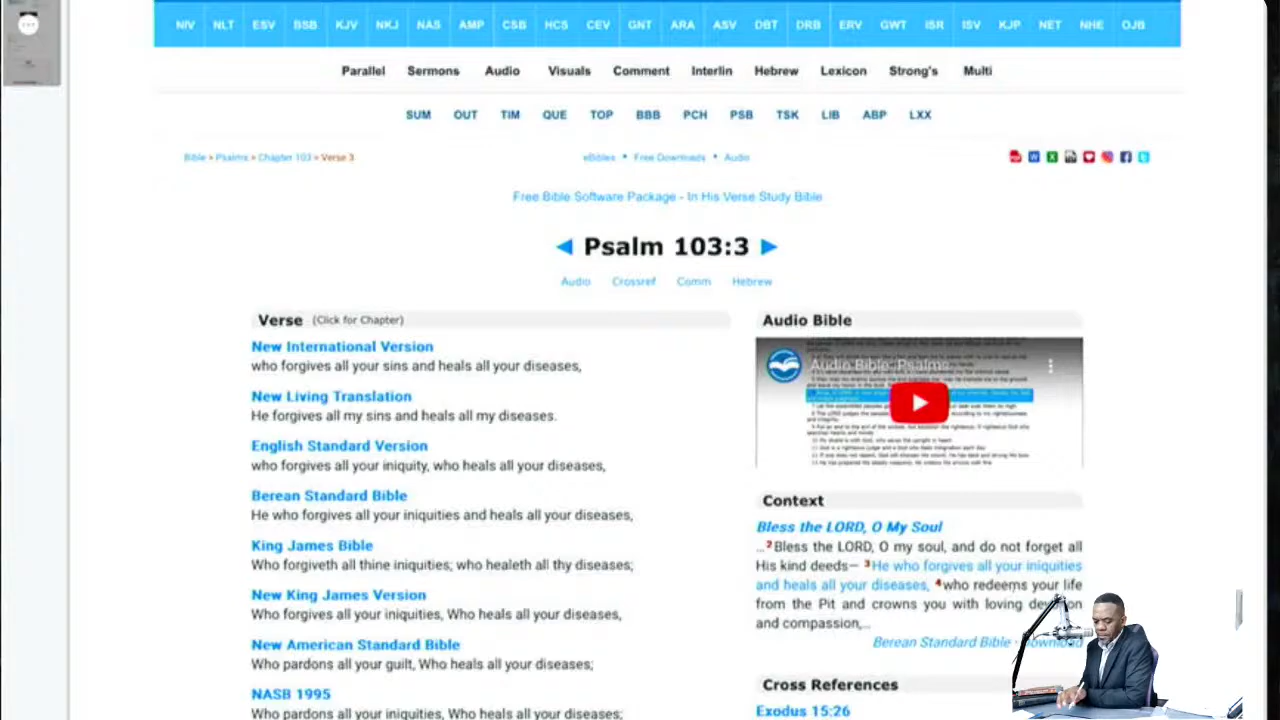 NIV NLT ESV BSB KJV NKJ NAS AMP CSB HCS CEV GNT ARA ASV DBT DRB ERV GWT ISR ISV KJP NET NHE OJB
Parallel Sermons Audio Visuals Comment Interlin Hebrew Lexicon Strong's Multi
SUM OUT TIM QUE TOP BBB PCH PSB TSK LIB ABP LXX
Bible > Psalms > Chapter 103 > Verse 3
eBibles • Free Downloads • Audio
Free Bible Software Package - In His Verse Study Bible
◄ Psalm 103:3 ►
Audio Crossref Comm Hebrew
Verse (Click for Chapter)
New International Version
who forgives all your sins and heals all your diseases,
New Living Translation
He forgives all my sins and heals all my diseases.
English Standard Version
who forgives all your iniquity, who heals all your diseases,
Berean Standard Bible
He who forgives all your iniquities and heals all your diseases,
King James Bible
Who forgiveth all thine iniquities; who healeth all thy diseases;
New King James Version
Who forgives all your iniquities, Who heals all your diseases,
New American Standard Bible
Who pardons all your guilt, Who heals all your diseases;
NASB 1995
Who pardons all your iniquities, Who heals all your diseases;
Audio Bible
Audio Bible: Psalms
Context
Bless the LORD, O My Soul
…2Bless the LORD, O my soul, and do not forget all
His kind deeds— 3He who forgives all your iniquities
and heals all your diseases, 4who redeems your life
from the Pit and crowns you with loving
and compassion,…
Berean Standard Bible ·
Cross References
Exodus 15:26